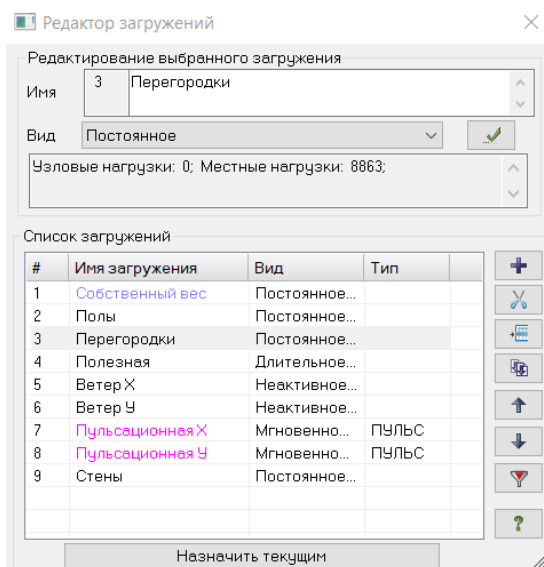 Редактор загружений
Редактирование выбранного загружения
Имя 3 Перегородки
Вид Постоянное
Узловые нагрузки: 0; Местные нагрузки: 8863;
Список загружений
# Имя загружения Вид Тип
1 Собственный вес Постоянное...
2 Полы Постоянное...
3 Перегородки Постоянное...
4 Полезная Длительное...
5 Ветер X Неактивное...
6 Ветер У Неактивное...
7 Пульсационная X Мгновенно... ПУЛЬС
8 Пульсационная У Мгновенно... ПУЛЬС
9 Стены Постоянное...
?
Назначить текущим